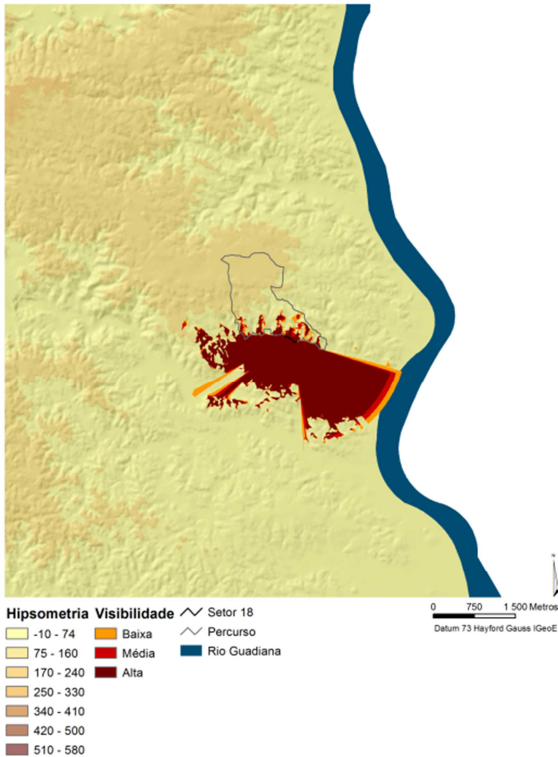 N
0 750 1 500 Metros
Datum 73 Hayford Gauss IGeoE
Hipsometria
-10 - 74
75 - 160
170 - 240
250 - 330
340 - 410
420 - 500
510 - 580
Visibilidade
Baixa
Média
Alta
Setor 18
Percurso
Rio Guadiana